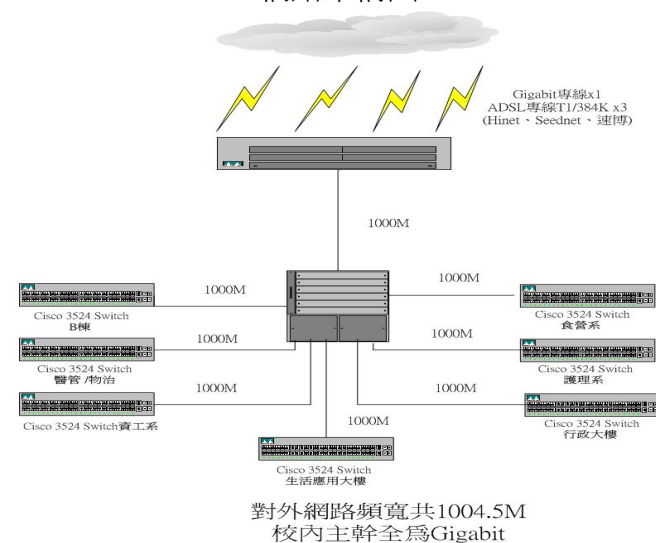 Gigabit專線x1
ADSL專線T1/384K x3
(Hinet、Seednet、速博)
1000M
1000M
1000M
Cisco 3524 Switch
B棟
Cisco 3524 Switch
食營系
1000M
1000M
Cisco 3524 Switch
醫管 /物治
Cisco 3524 Switch
護理系
1000M
1000M
Cisco 3524 Switch資工系
Cisco 3524 Switch
行政大樓
1000M
Cisco 3524 Switch
生活應用大樓
對外網路頻寬共1004.5M
校內主幹全爲Gigabit